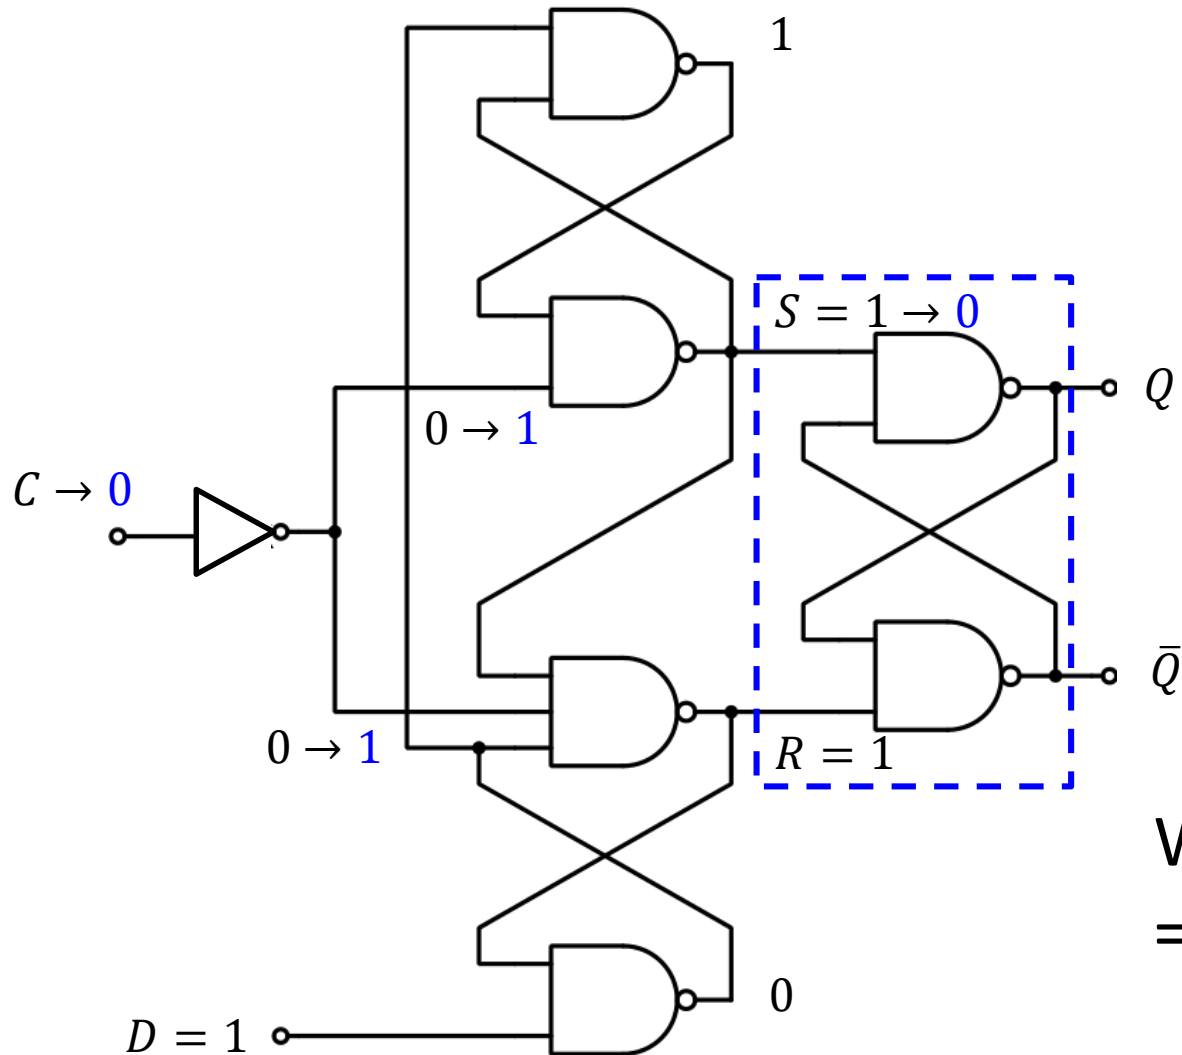 1
S = 1 → 0
Q
0 → 1
C → 0
Q̄
0 → 1
R = 1
=
0
D = 1